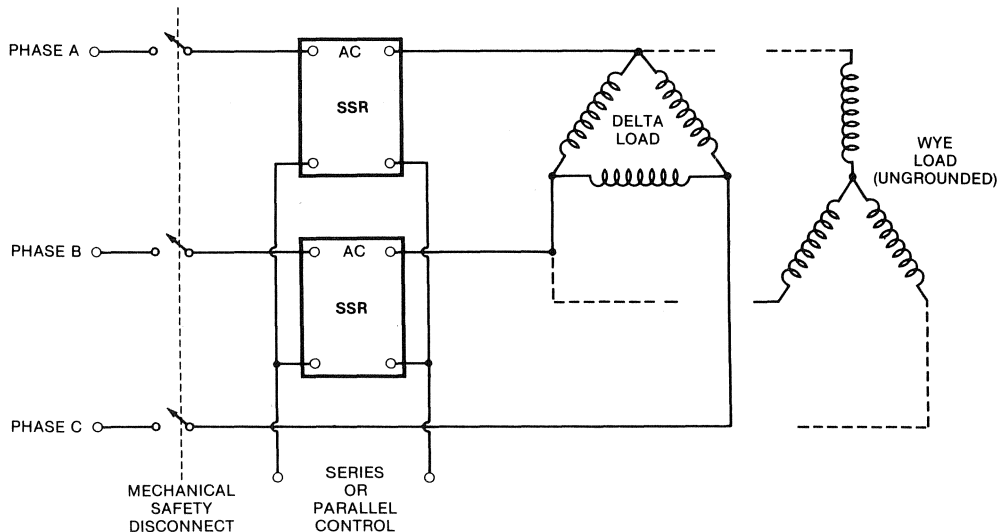 PHASE A
AC
SSR
DELTA
LOAD
WYE
LOAD
(UNGROUNDED)
PHASE B
AC
SSR
PHASE C
MECHANICAL
SAFETY
DISCONNECT
SERIES
OR
PARALLEL
CONTROL